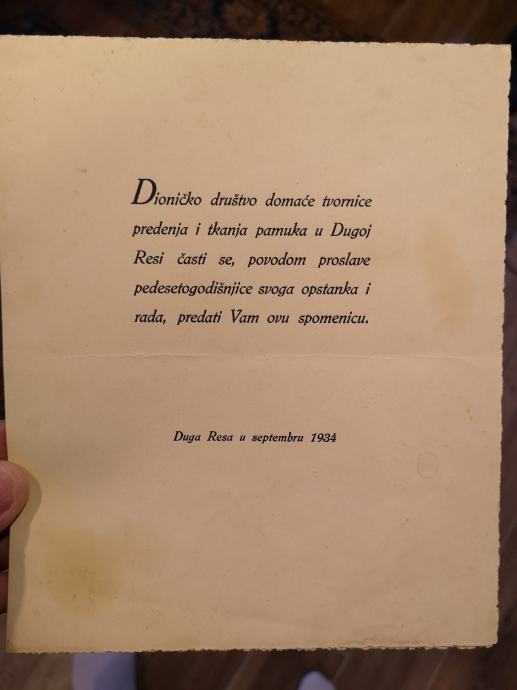 Dioničko društvo domaće tvornice
predenja i tkanja pamuka u Dugoj
Resi časti se, povodom proslave
pedesetogodišnjice svoga opstanka i
rada, predati Vam ovu spomenicu.
Duga Resa u septembru 1934